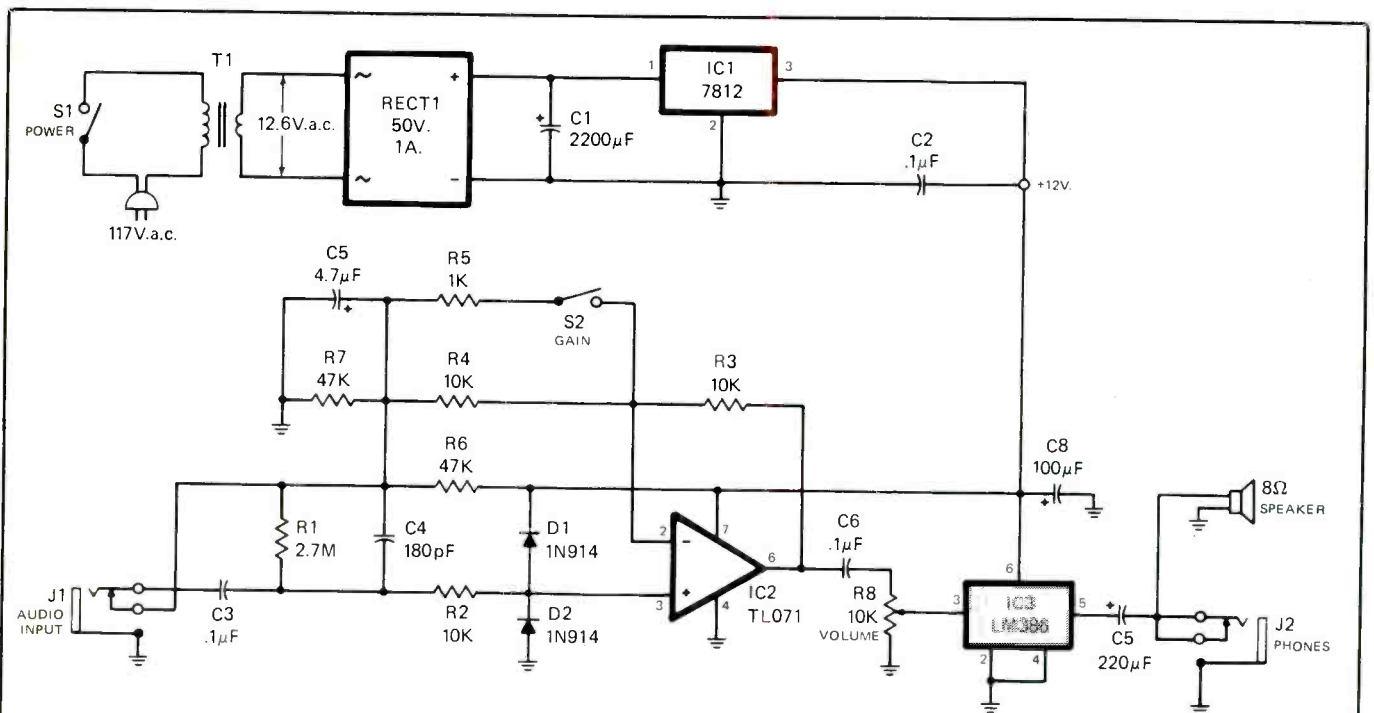 T1
S1
POWER
117V.a.c.
12.6V.a.c.
~
~
+
−
RECT1
50V.
1A.
+
C1
2200μF
1
IC1
7812
3
2
C2
.1μF
+12V.
C5
4.7μF
+
R5
1K
S2
GAIN
R7
47K
R4
10K
R3
10K
R6
47K
C8
100μF
+
8Ω
SPEAKER
R1
2.7M
C4
180pF
D1
1N914
2
−
7
6
3
+
4
IC2
TL071
C6
.1μF
J1
AUDIO
INPUT
C3
.1μF
R2
10K
D2
1N914
R8
10K
VOLUME
6
3
IC3
LM386
5
2
4
+
C5
220μF
J2
PHONES